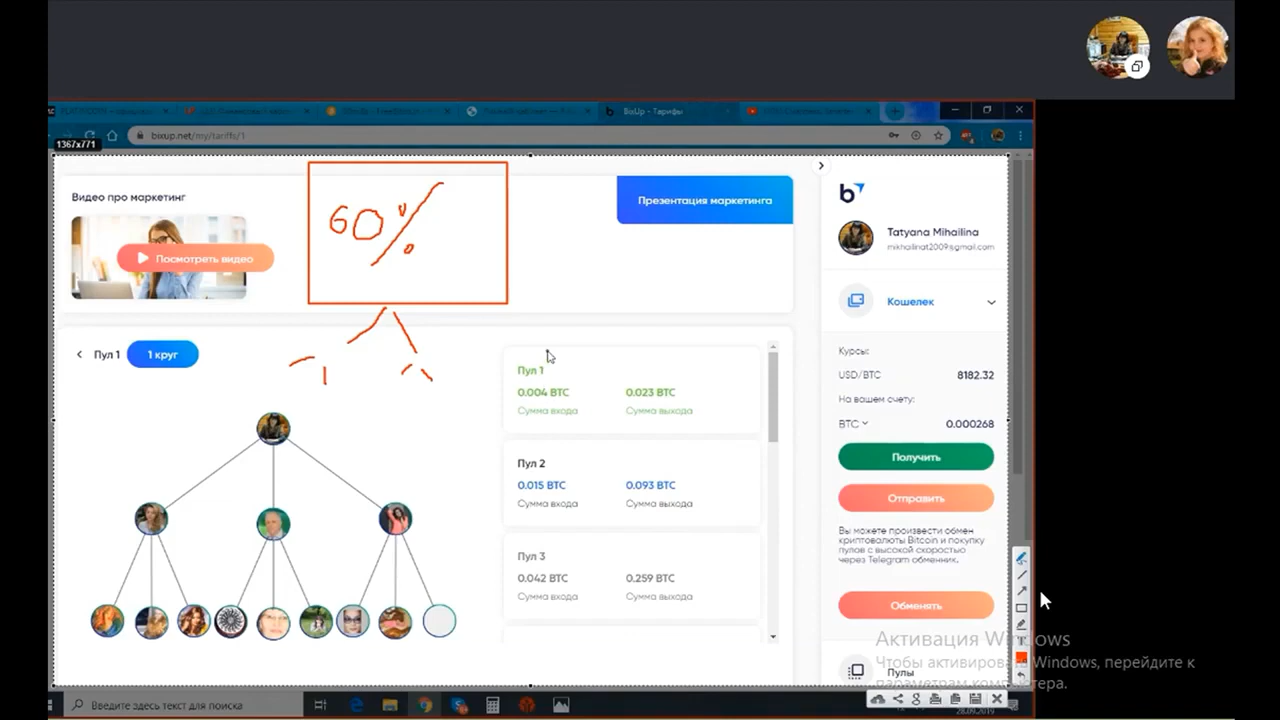 BixUp - Тарифы
bixup.net/my/tariffs/1
1367x771
Видео про маркетинг
Посмотреть видео
60%
Презентация маркетинга
Tatyana Mihailina
mikhailinat2009@gmail.com
Кошелек
Пул 1
1 круг
Пул 1
0.004 BTC 0.023 BTC
Сумма входа Сумма выхода
Пул 2
0.015 BTC 0.093 BTC
Сумма входа Сумма выхода
Пул 3
0.042 BTC 0.259 BTC
Сумма входа Сумма выхода
Курсы:
USD/BTC 8182.32
На вашем счету:
BTC 0.000268
Получить
Отправить
Вы можете произвести обмен
криптовалюты Bitcoin и покупку
пулов с высокой скоростью
через Telegram обменник.
Обменять
Пулы
Активация Windows
Чтобы активировать Windows, перейдите к
параметрам компьютера.
Введите здесь текст для поиска
28.09.2019